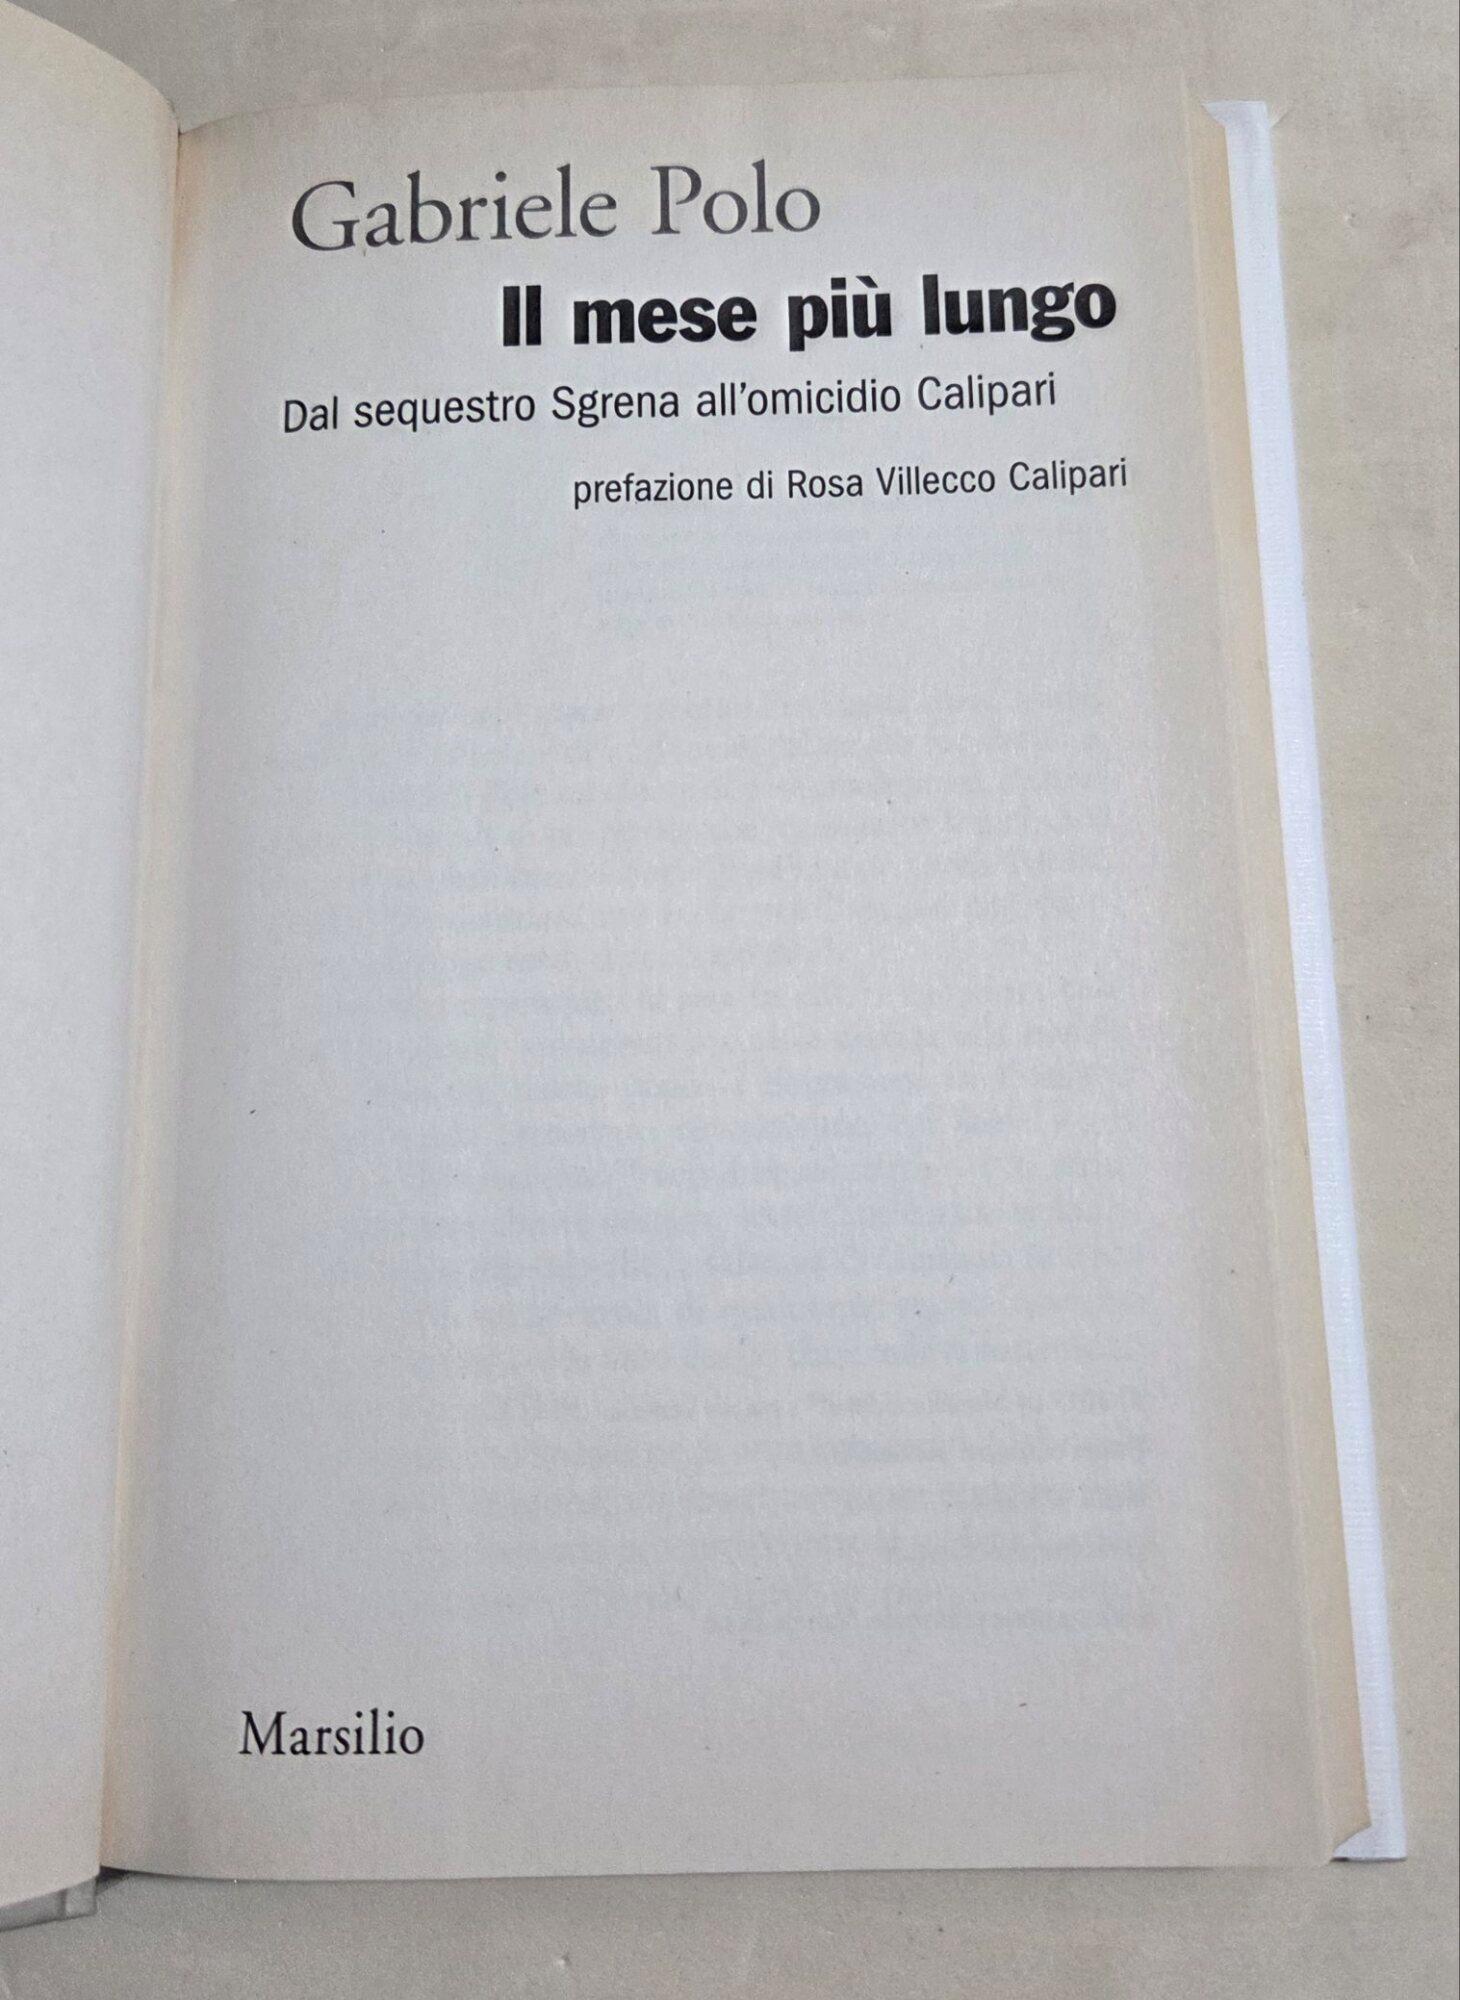 Gabriele Polo
Il mese più lungo
Dal sequestro Sgrena all’omicidio Calipari
prefazione di Rosa Villecco Calipari
Marsilio